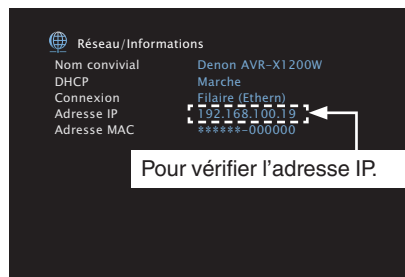 Réseau/Informations
Nom convivial Denon AVR-X1200W
DHCP Marche
Connexion Filaire (Ethern)
Adresse IP 192.168.100.19
Adresse MAC ******-000000
Pour vérifier l'adresse IP.